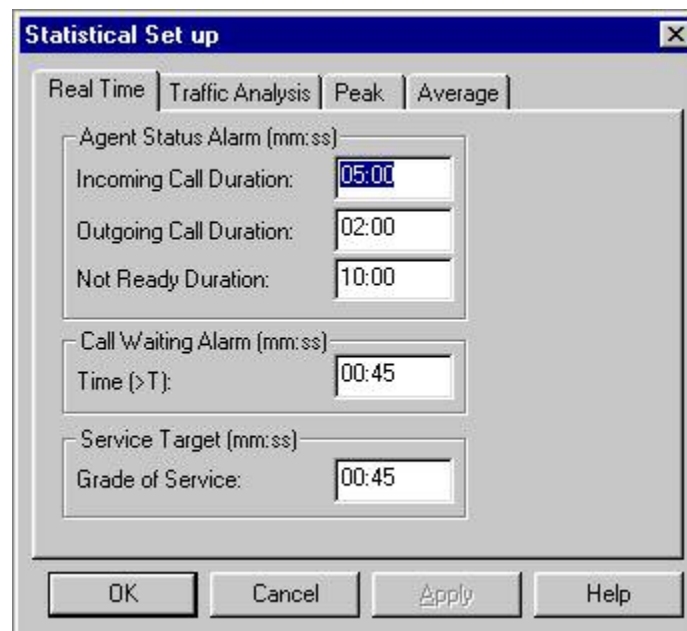 Statistical Set up
Real Time Traffic Analysis Peak Average
Agent Status Alarm (mm:ss)
Incoming Call Duration: 05:00
Outgoing Call Duration: 02:00
Not Ready Duration: 10:00
Call Waiting Alarm (mm:ss)
Time (>T): 00:45
Service Target (mm:ss)
Grade of Service: 00:45
OK Cancel Apply Help